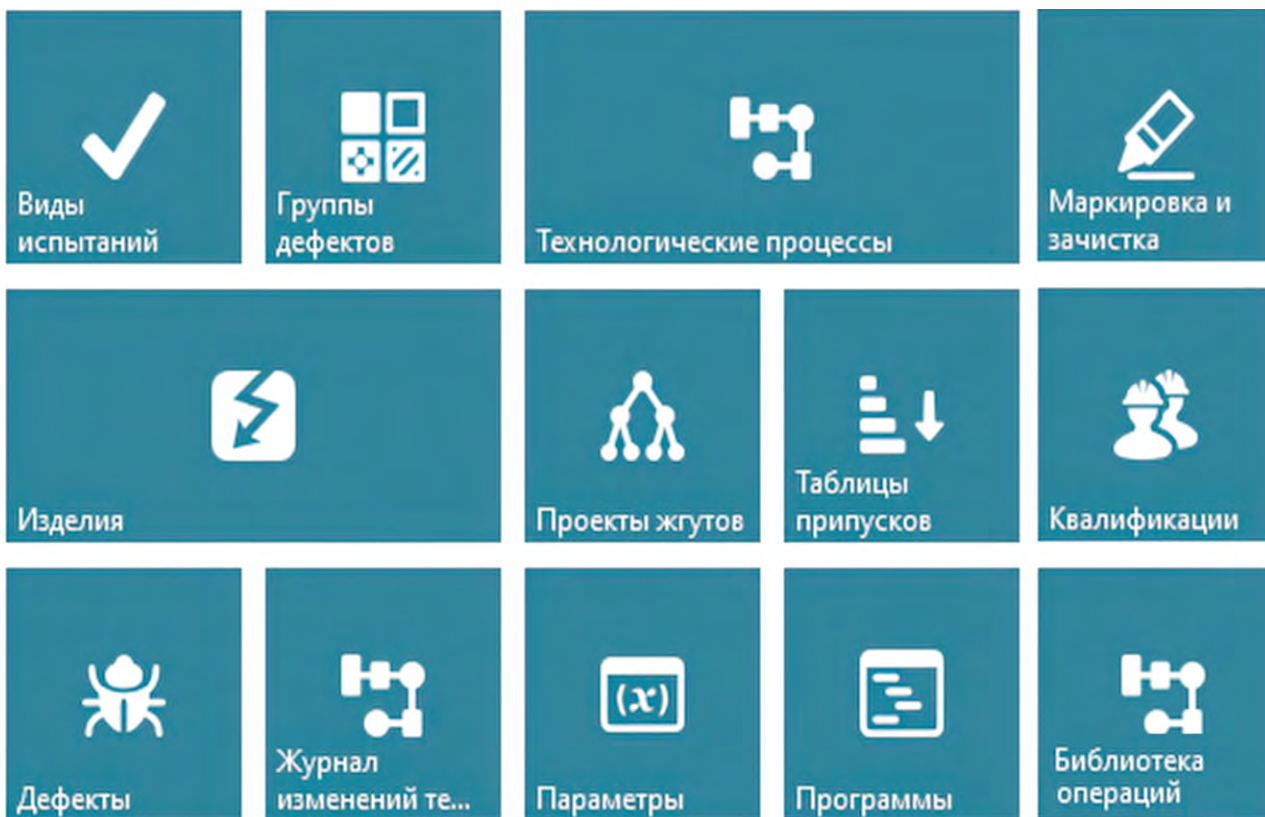 Виды
испытаний
Группы
дефектов
Технологические процессы
Маркировка и
зачистка
Изделия
Проекты жгутов
Таблицы
припусков
Квалификации
Дефекты
Журнал
изменений те...
(x)
Параметры
Программы
Библиотека
операций